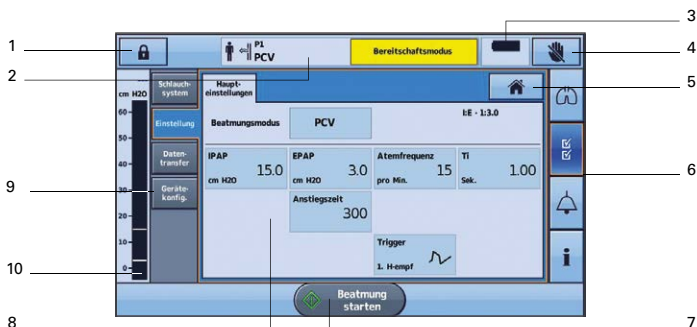 1
2
3
4
5
6
7
8
9
10
P1
PCV
Bereitschaftsmodus
cm H2O
60
50
40
30
20
10
0
Schlauch-
system
Einstellung
Daten-
transfer
Geräte-
konfig.
Haupt-
einstellungen
Beatmungsmodus PCV
I:E - 1:3.0
IPAP
cm H2O 15.0
EPAP
cm H2O 3.0
Atemfrequenz
pro Min. 15
Ti
Sek. 1.00
Anstiegszeit
300
Trigger
1. H-empf
i
Beatmung
starten